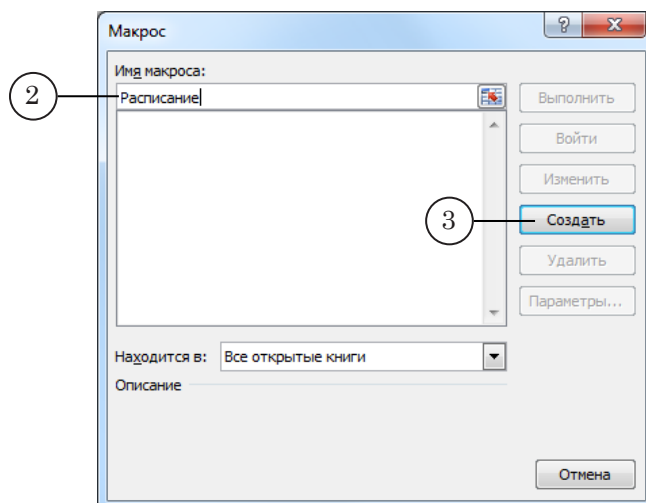 Макрос
Имя макроса:
2
Расписание
Выполнить
Войти
Изменить
3
Создать
Удалить
Параметры...
Находится в: Все открытые книги
Описание
Отмена